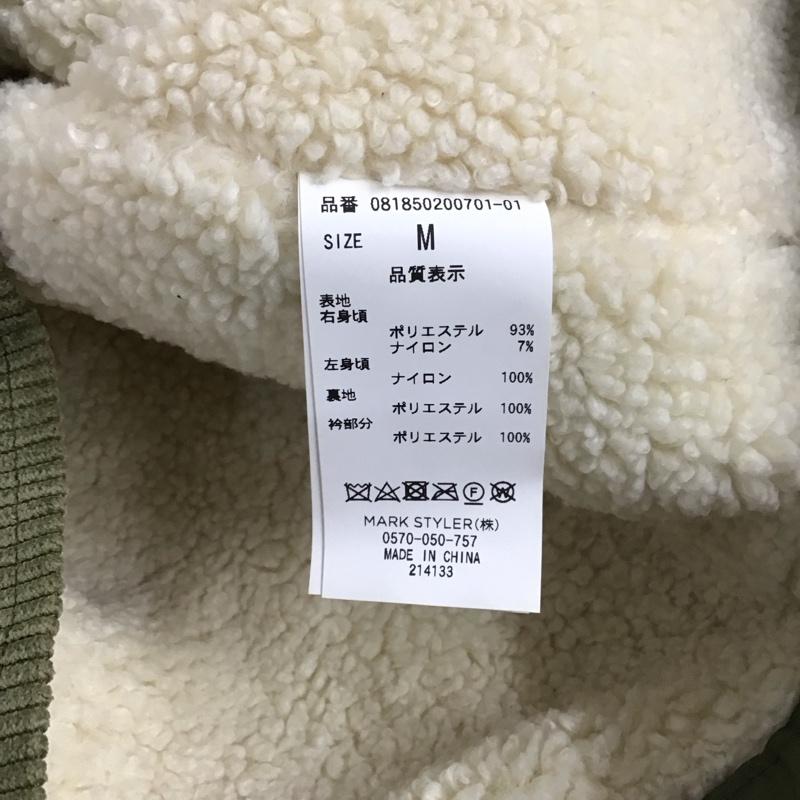 品番 081850200701-01
SIZE M
品質表示
表地
右身頃
ポリエステル 93%
ナイロン 7%
左身頃
ナイロン 100%
裏地
ポリエステル 100%
衿部分
ポリエステル 100%
F W
MARK STYLER(株)
0570-050-757
MADE IN CHINA
214133